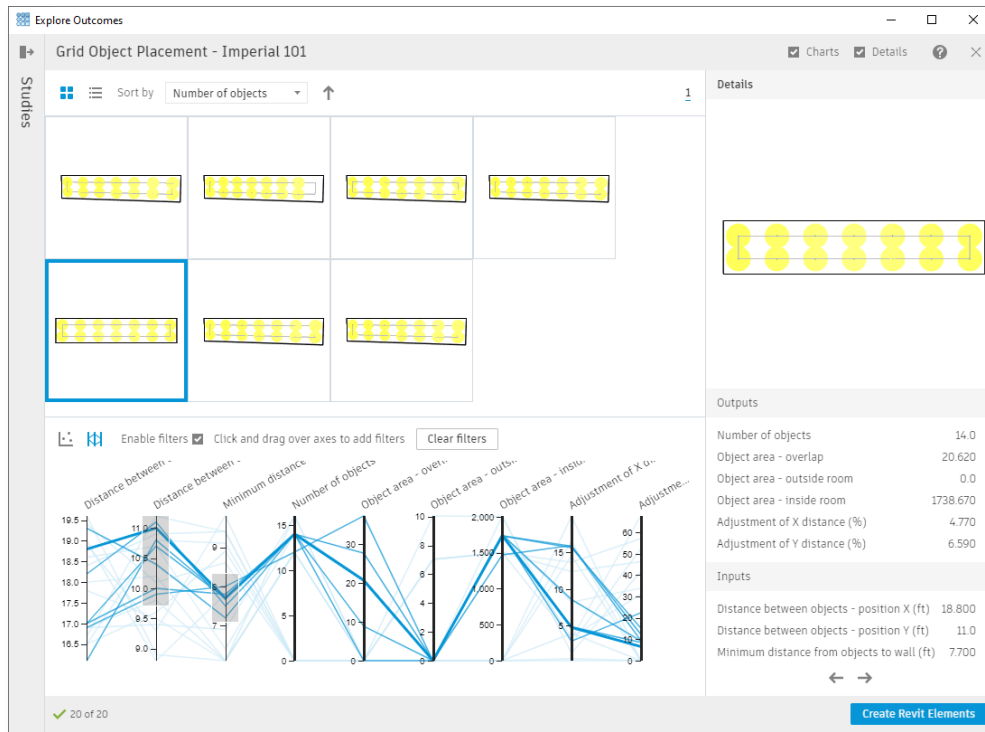 Explore Outcomes
Grid Object Placement - Imperial 101
Charts
Details
Studies
Sort by
Number of objects
1
Details
Enable filters
Click and drag over axes to add filters
Clear filters
Distance between
Distance between
Minimum distance
Number of objects
Object area - over
Object area - outs
Object area - insid
Adjustment of X
Adjustme...
19.5
18.5
18.0
17.5
17.0
16.5
11
10
10.0
9.5
9.0
9
8
7
15
10
5
0
30
20
10
0
10
8
6
4
2
0
2,000
1,500
1,000
500
0
15
5
60
50
40
30
20
10
Outputs
Number of objects 14.0
Object area - overlap 20.620
Object area - outside room 0.0
Object area - inside room 1738.670
Adjustment of X distance (%) 4.770
Adjustment of Y distance (%) 6.590
Inputs
Distance between objects - position X (ft) 18.800
Distance between objects - position Y (ft) 11.0
Minimum distance from objects to wall (ft) 7.700
20 of 20
Create Revit Elements